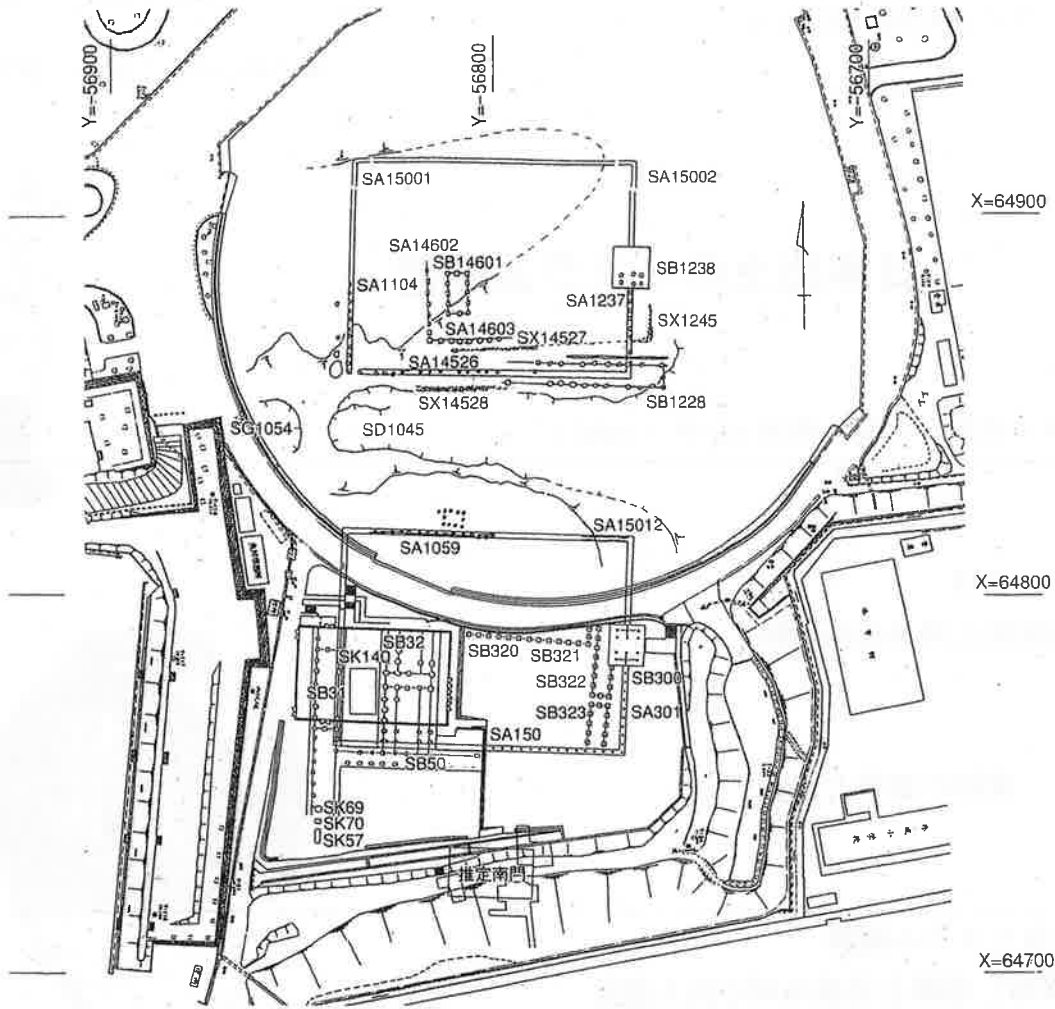 Y=-56900
Y=-56800
Y=-56700
SA15001
SA15002
X=64900
SA14602
SB14601
SB1238
SA1104
SA1237
SX1245
SA14603
SX14527
SA14526
SX14528
SB1228
SG1054
SD1045
SA15012
SA1059
X=64800
SB32
SK140
SB320
SB321
SB31
SB322
SB300
SB323
SA301
SA150
SB50
SK69
SK70
SK57
推定南門
X=64700